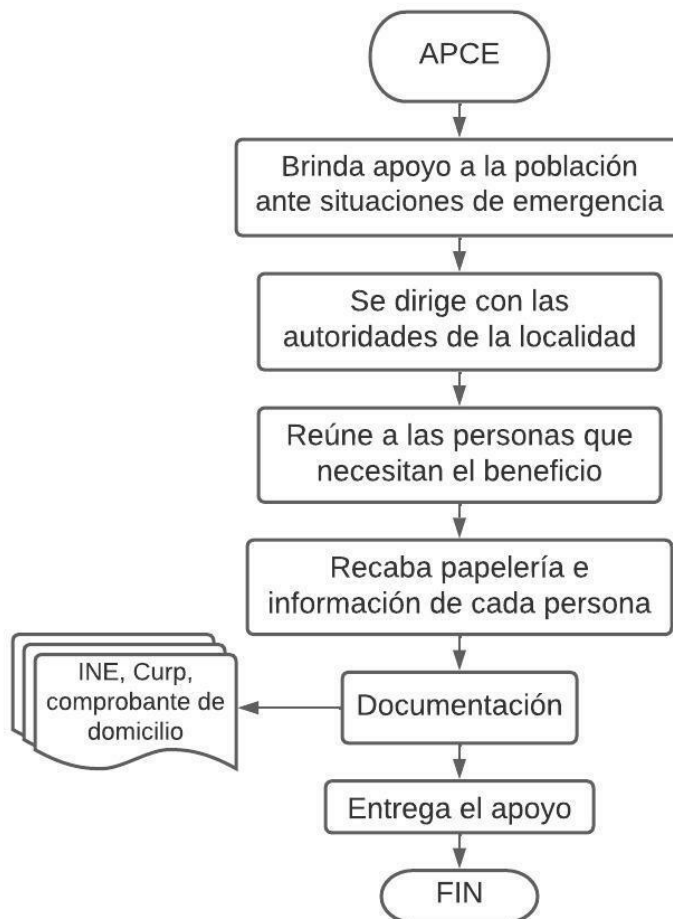 APCE
Brinda apoyo a la población
ante situaciones de emergencia
Se dirige con las
autoridades de la localidad
Reúne a las personas que
necesitan el beneficio
Recaba papelería e
información de cada persona
INE, Curp,
comprobante de
domicilio
Documentación
Entrega el apoyo
FIN